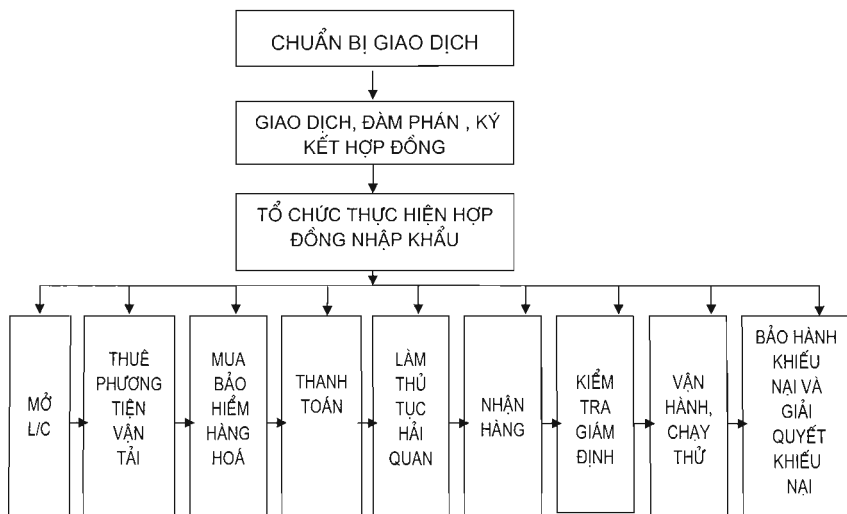 CHUẨN BỊ GIAO DỊCH
GIAO DỊCH, ĐÀM PHÁN , KÝ
KẾT HỢP ĐỒNG
TỔ CHỨC THỰC HIỆN HỢP
ĐỒNG NHẬP KHẨU
MỞ
L/C
THUÊ
PHƯƠNG
TIỆN
VẬN
TẢI
MUA
BẢO
HIỂM
HÀNG
HOÁ
THANH
TOÁN
LÀM
THỦ
TỤC
HẢI
QUAN
NHẬN
HÀNG
KIỂM
TRA
GIÁM
ĐỊNH
VẬN
HÀNH,
CHẠY
THỬ
BẢO HÀNH
KHIẾU
NẠI VÀ
GIẢI
QUYẾT
KHIẾU
NẠI